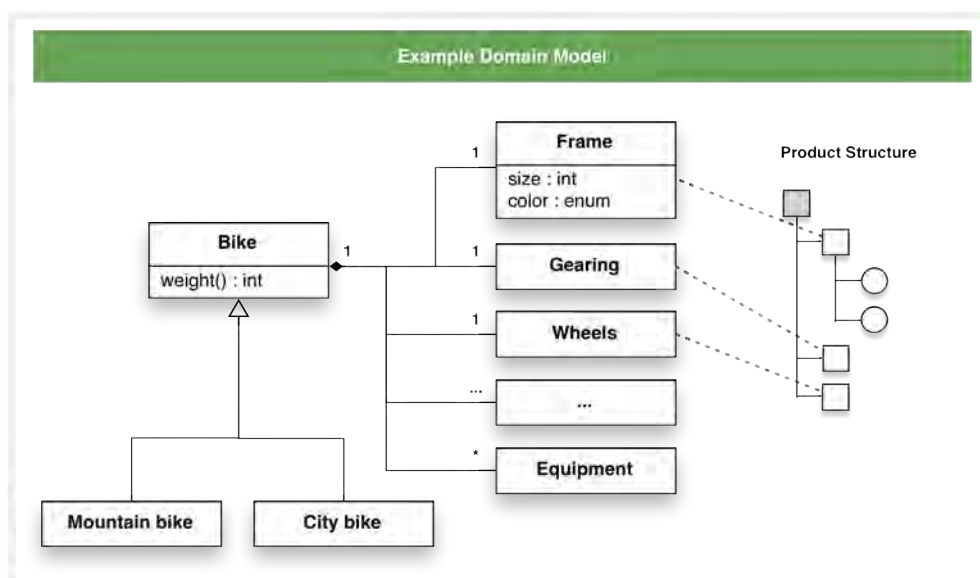 Example Domain Model
Frame
1
Product Structure
size : int
color : enum
Bike
1
1
Gearing
weight() : int
1
Wheels
...
...
*
Equipment
Mountain bike
City bike